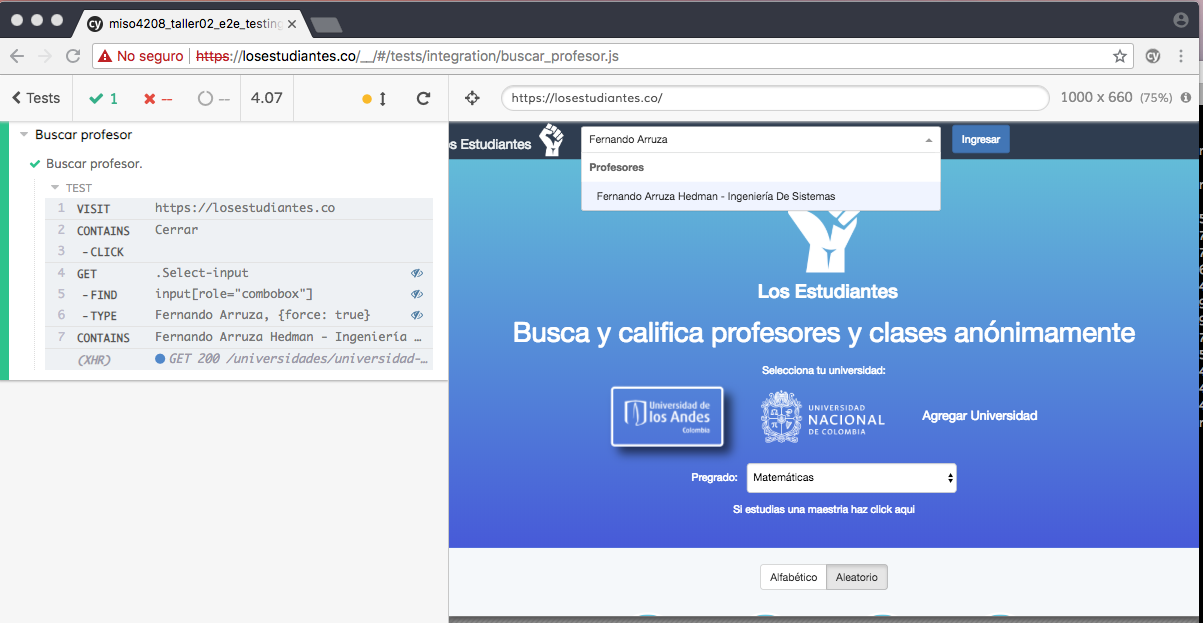 miso4208_taller02_e2e_testing
No seguro https://losestudiantes.co/__/#/tests/integration/buscar_profesor.js
Tests 1 -- -- 4.07
https://losestudiantes.co/ 1000 x 660 (75%)
Buscar profesor
Buscar profesor.
TEST
1 VISIT https://losestudiantes.co
2 CONTAINS Cerrar
3 -CLICK
4 GET .Select-input
5 -FIND input[role="combobox"]
6 -TYPE Fernando Arruza, {force: true}
7 CONTAINS Fernando Arruza Hedman - Ingeniería …
(XHR) GET 200 /universidades/universidad-…
s Estudiantes
Fernando Arruza
Ingresar
Profesores
Fernando Arruza Hedman - Ingeniería De Sistemas
Los Estudiantes
Busca y califica profesores y clases anónimamente
Selecciona tu universidad:
Universidad de
los Andes
Colombia
UNIVERSIDAD
NACIONAL
DE COLOMBIA
Agregar Universidad
Pregrado: Matemáticas
Si estudias una maestria haz click aqui
Alfabético Aleatorio